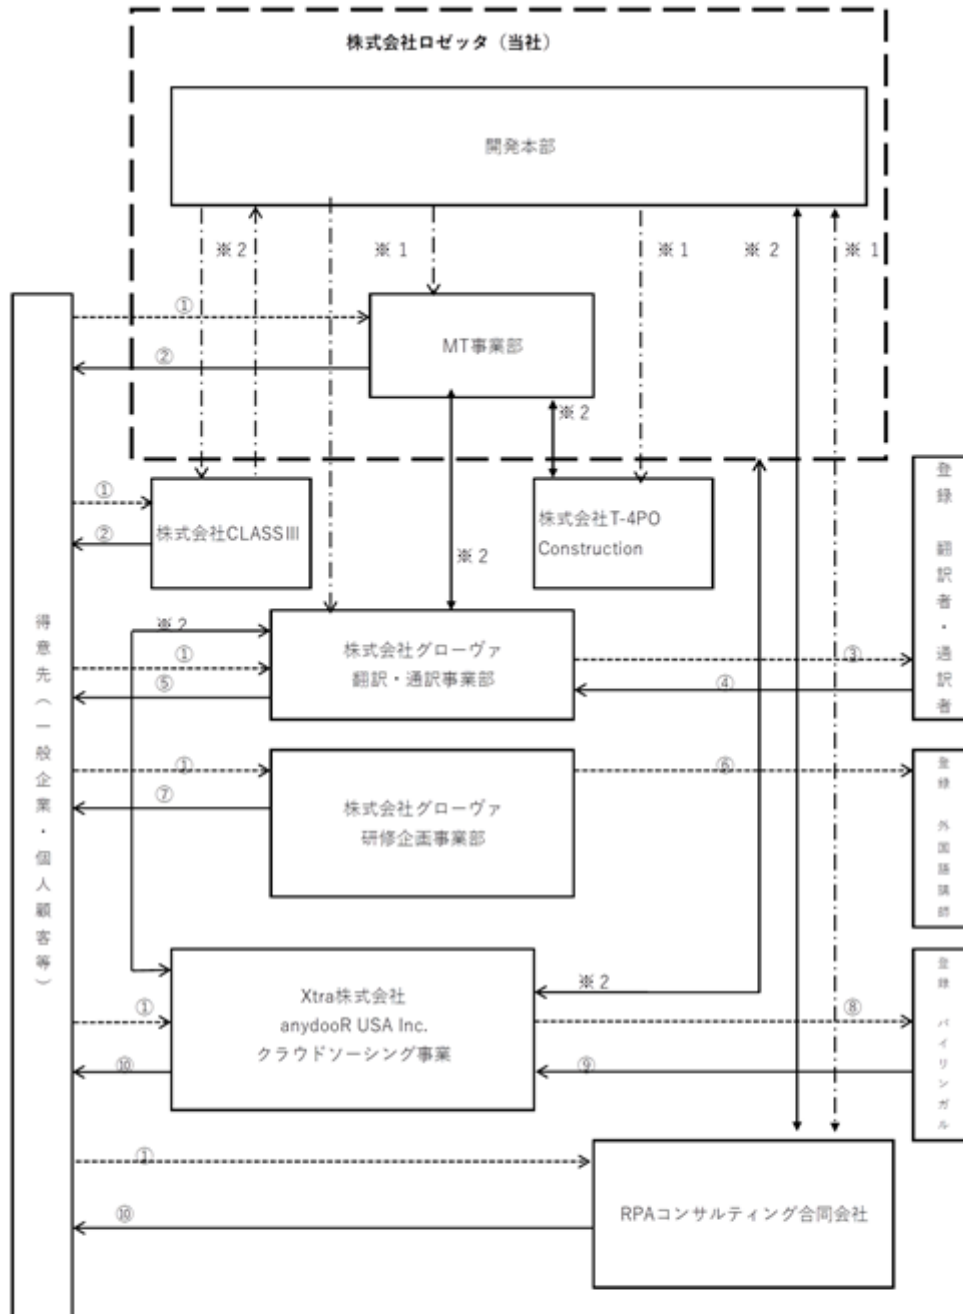 株式会社ロゼッタ（当社）
開発本部
※2
※1
※1
※2
※1
①
MT事業部
②
※2
①
株式会社CLASSⅢ
②
株式会社T-4PO
Construction
※2
登録　翻訳者・通訳者
得意先（一般企業・個人顧客等）
※2
①
株式会社グローヴァ
翻訳・通訳事業部
③
⑤
④
①
⑥
⑦
株式会社グローヴァ
研修企画事業部
登録　外国語講師
※2
Xtra株式会社
anydooR USA Inc.
クラウドソーシング事業
①
⑧
⑩
⑨
登録　バイリンガル
①
⑩
RPAコンサルティング合同会社